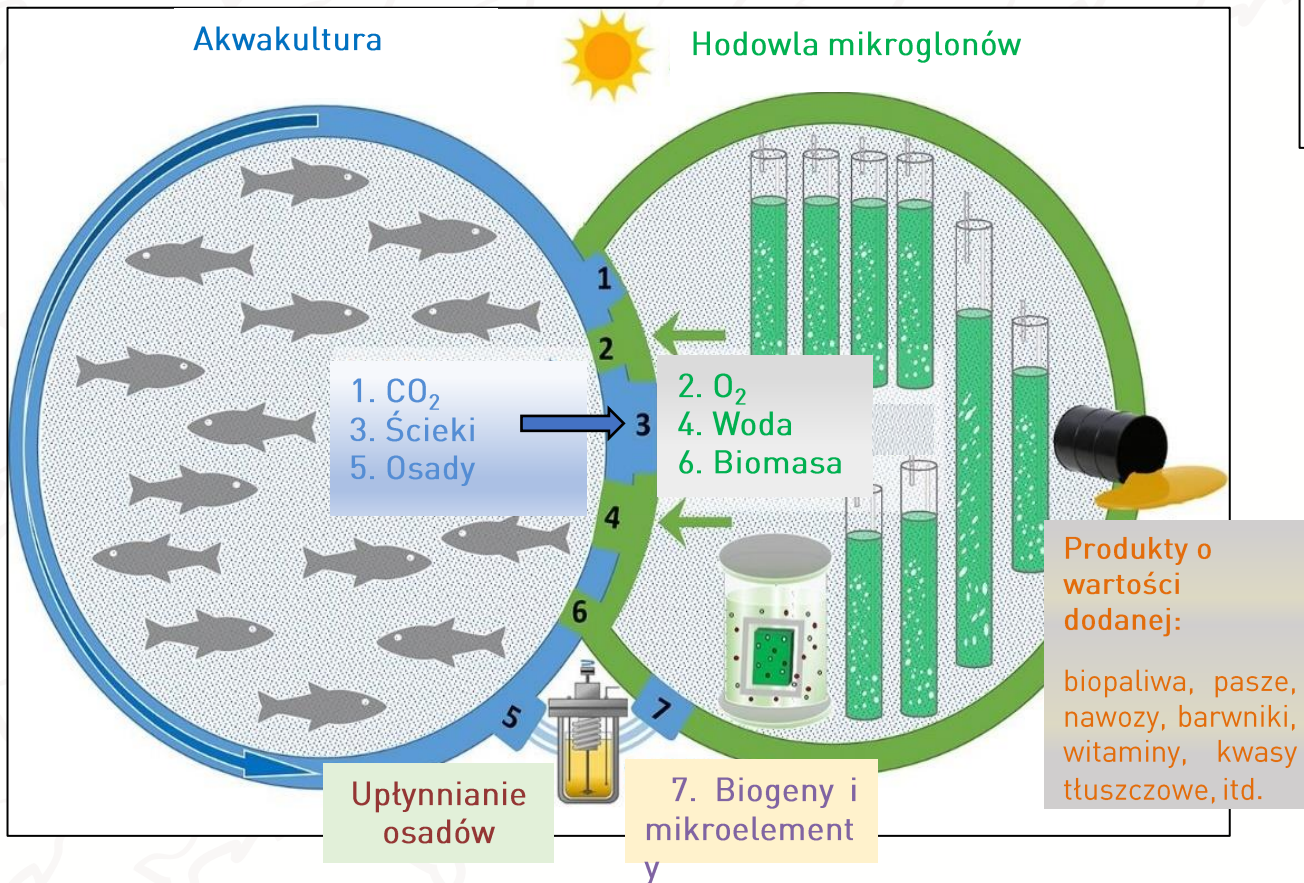 Akwakultura
Hodowla mikroglonów
1
2
3
4
6
5
7
1. CO₂
3. Ścieki
5. Osady
2. O₂
4. Woda
6. Biomasa
Produkty o
wartości
dodanej:
biopaliwa, pasze,
nawozy, barwniki,
witaminy, kwasy
tłuszczowe, itd.
Upłynnianie
osadów
7. Biogeny i
mikroelement
y